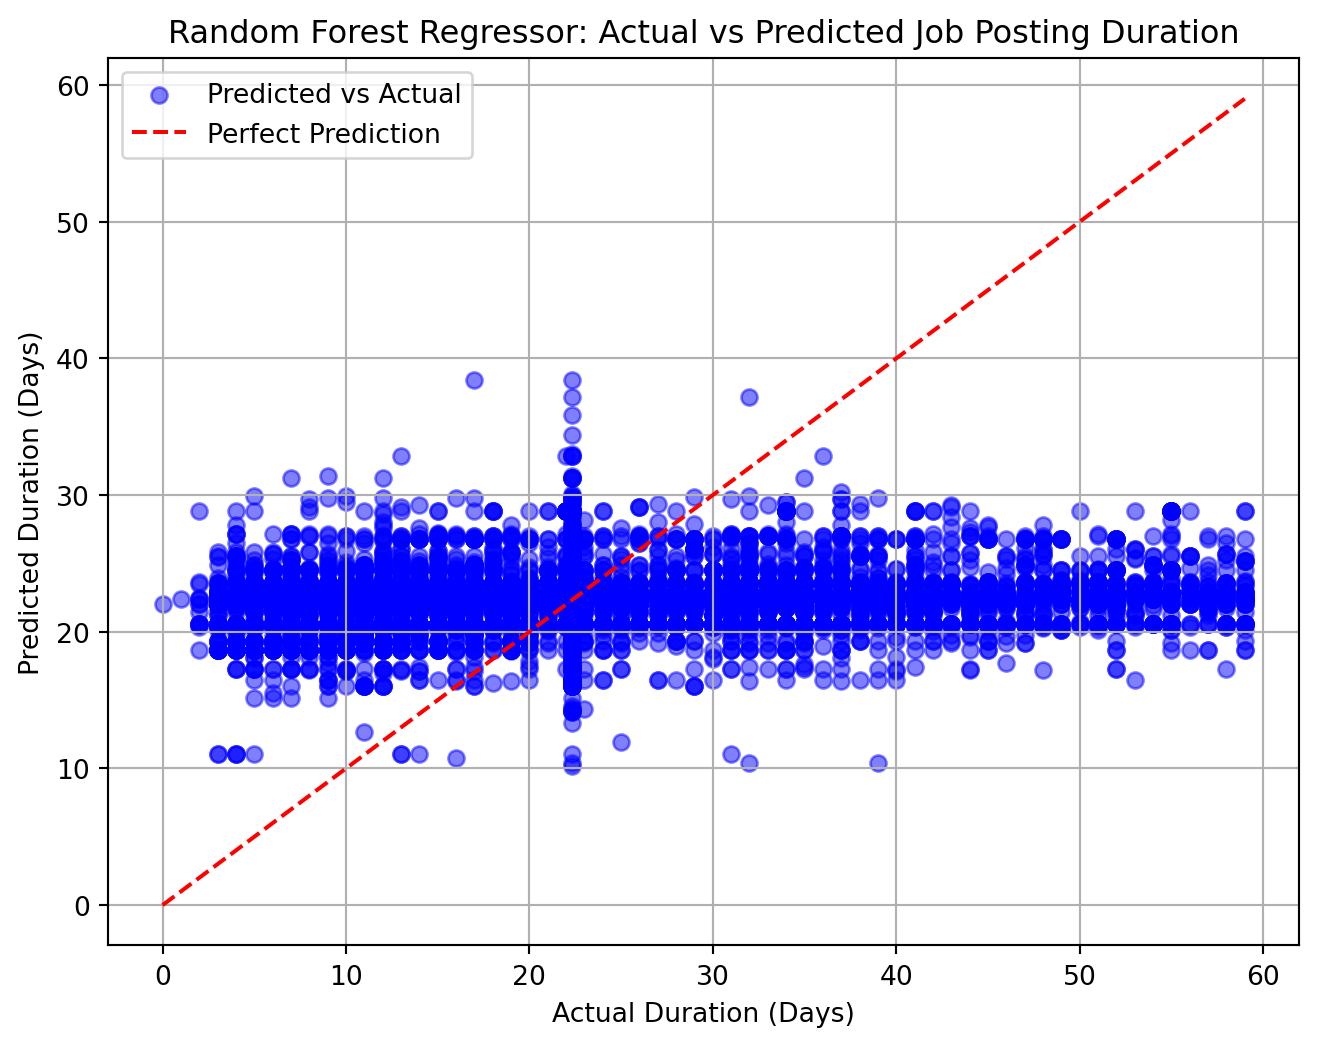 Random Forest Regressor: Actual vs Predicted Job Posting Duration
Predicted vs Actual
Perfect Prediction
Predicted Duration (Days)
60
50
40
30
20
10
0
0 10 20 30 40 50 60
Actual Duration (Days)